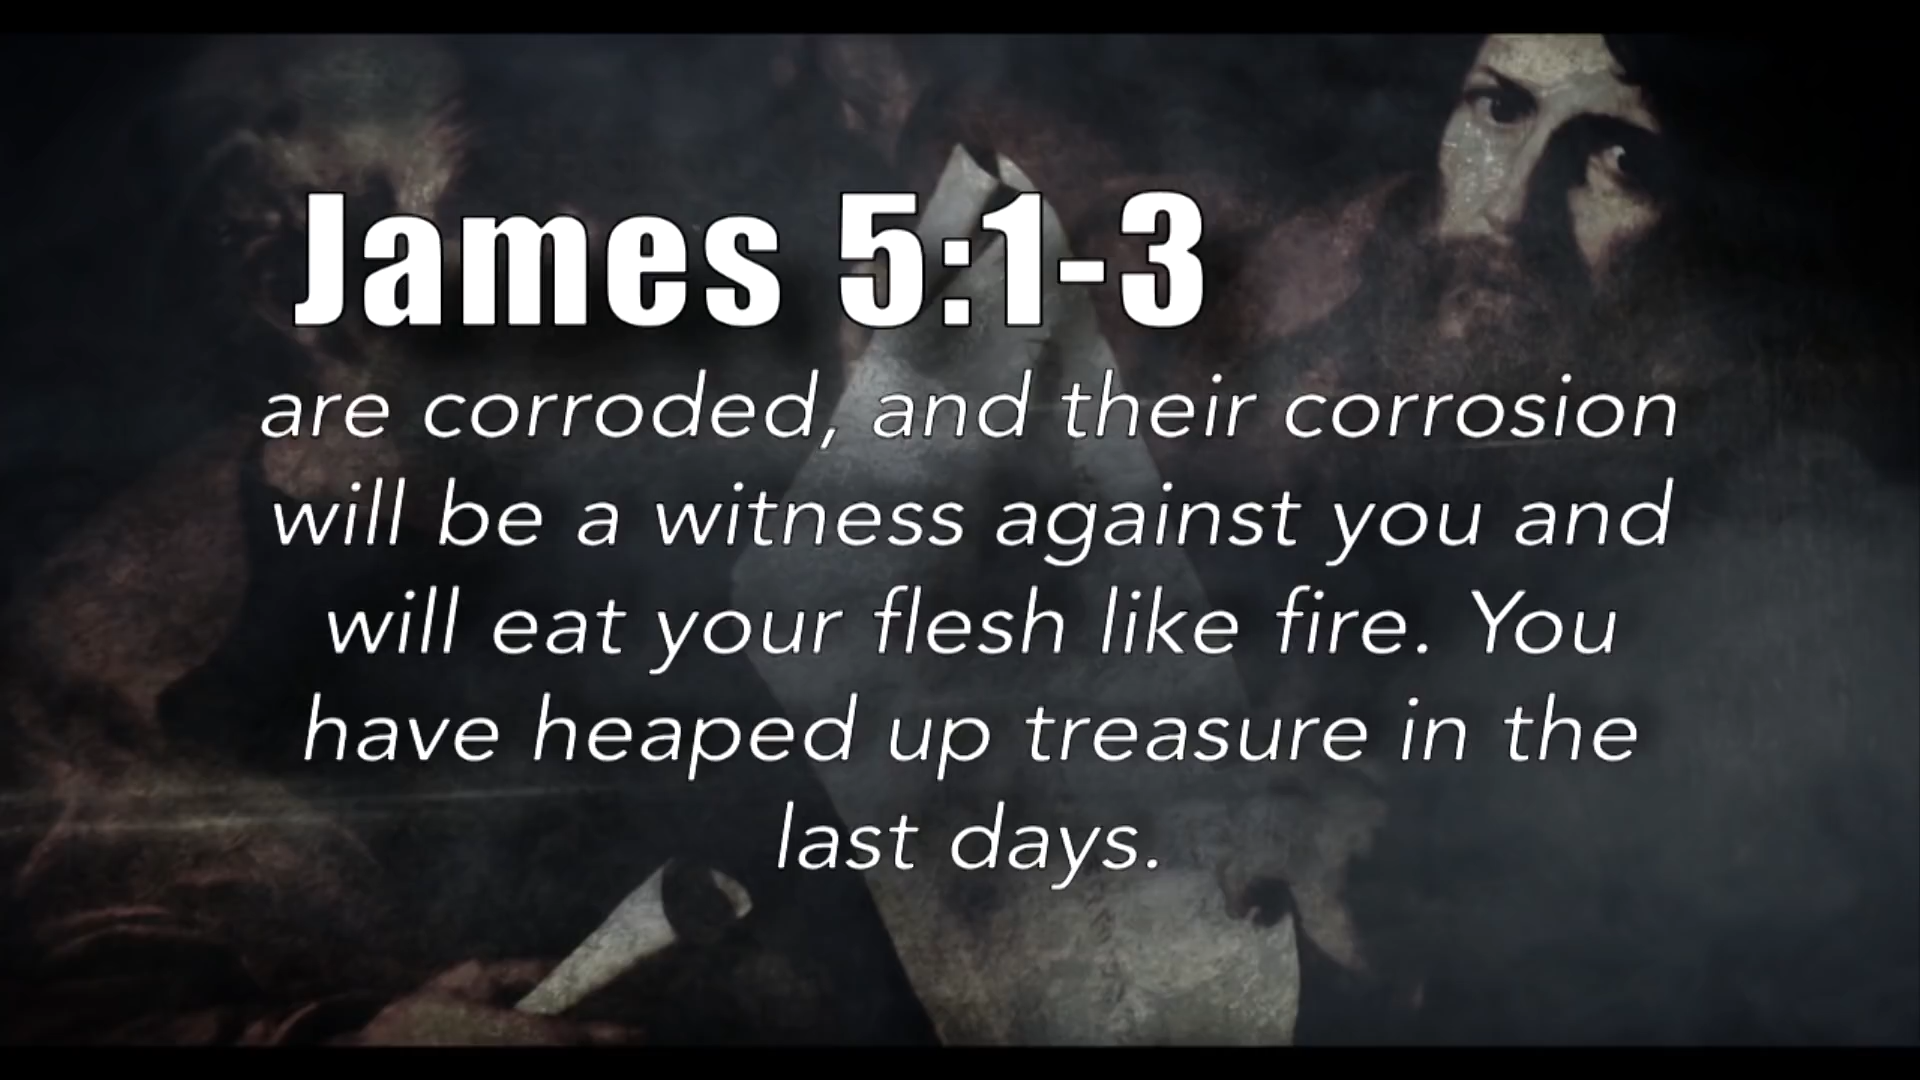 James 5:1-3
are corroded, and their corrosion
will be a witness against you and
will eat your flesh like fire. You
have heaped up treasure in the
last days.